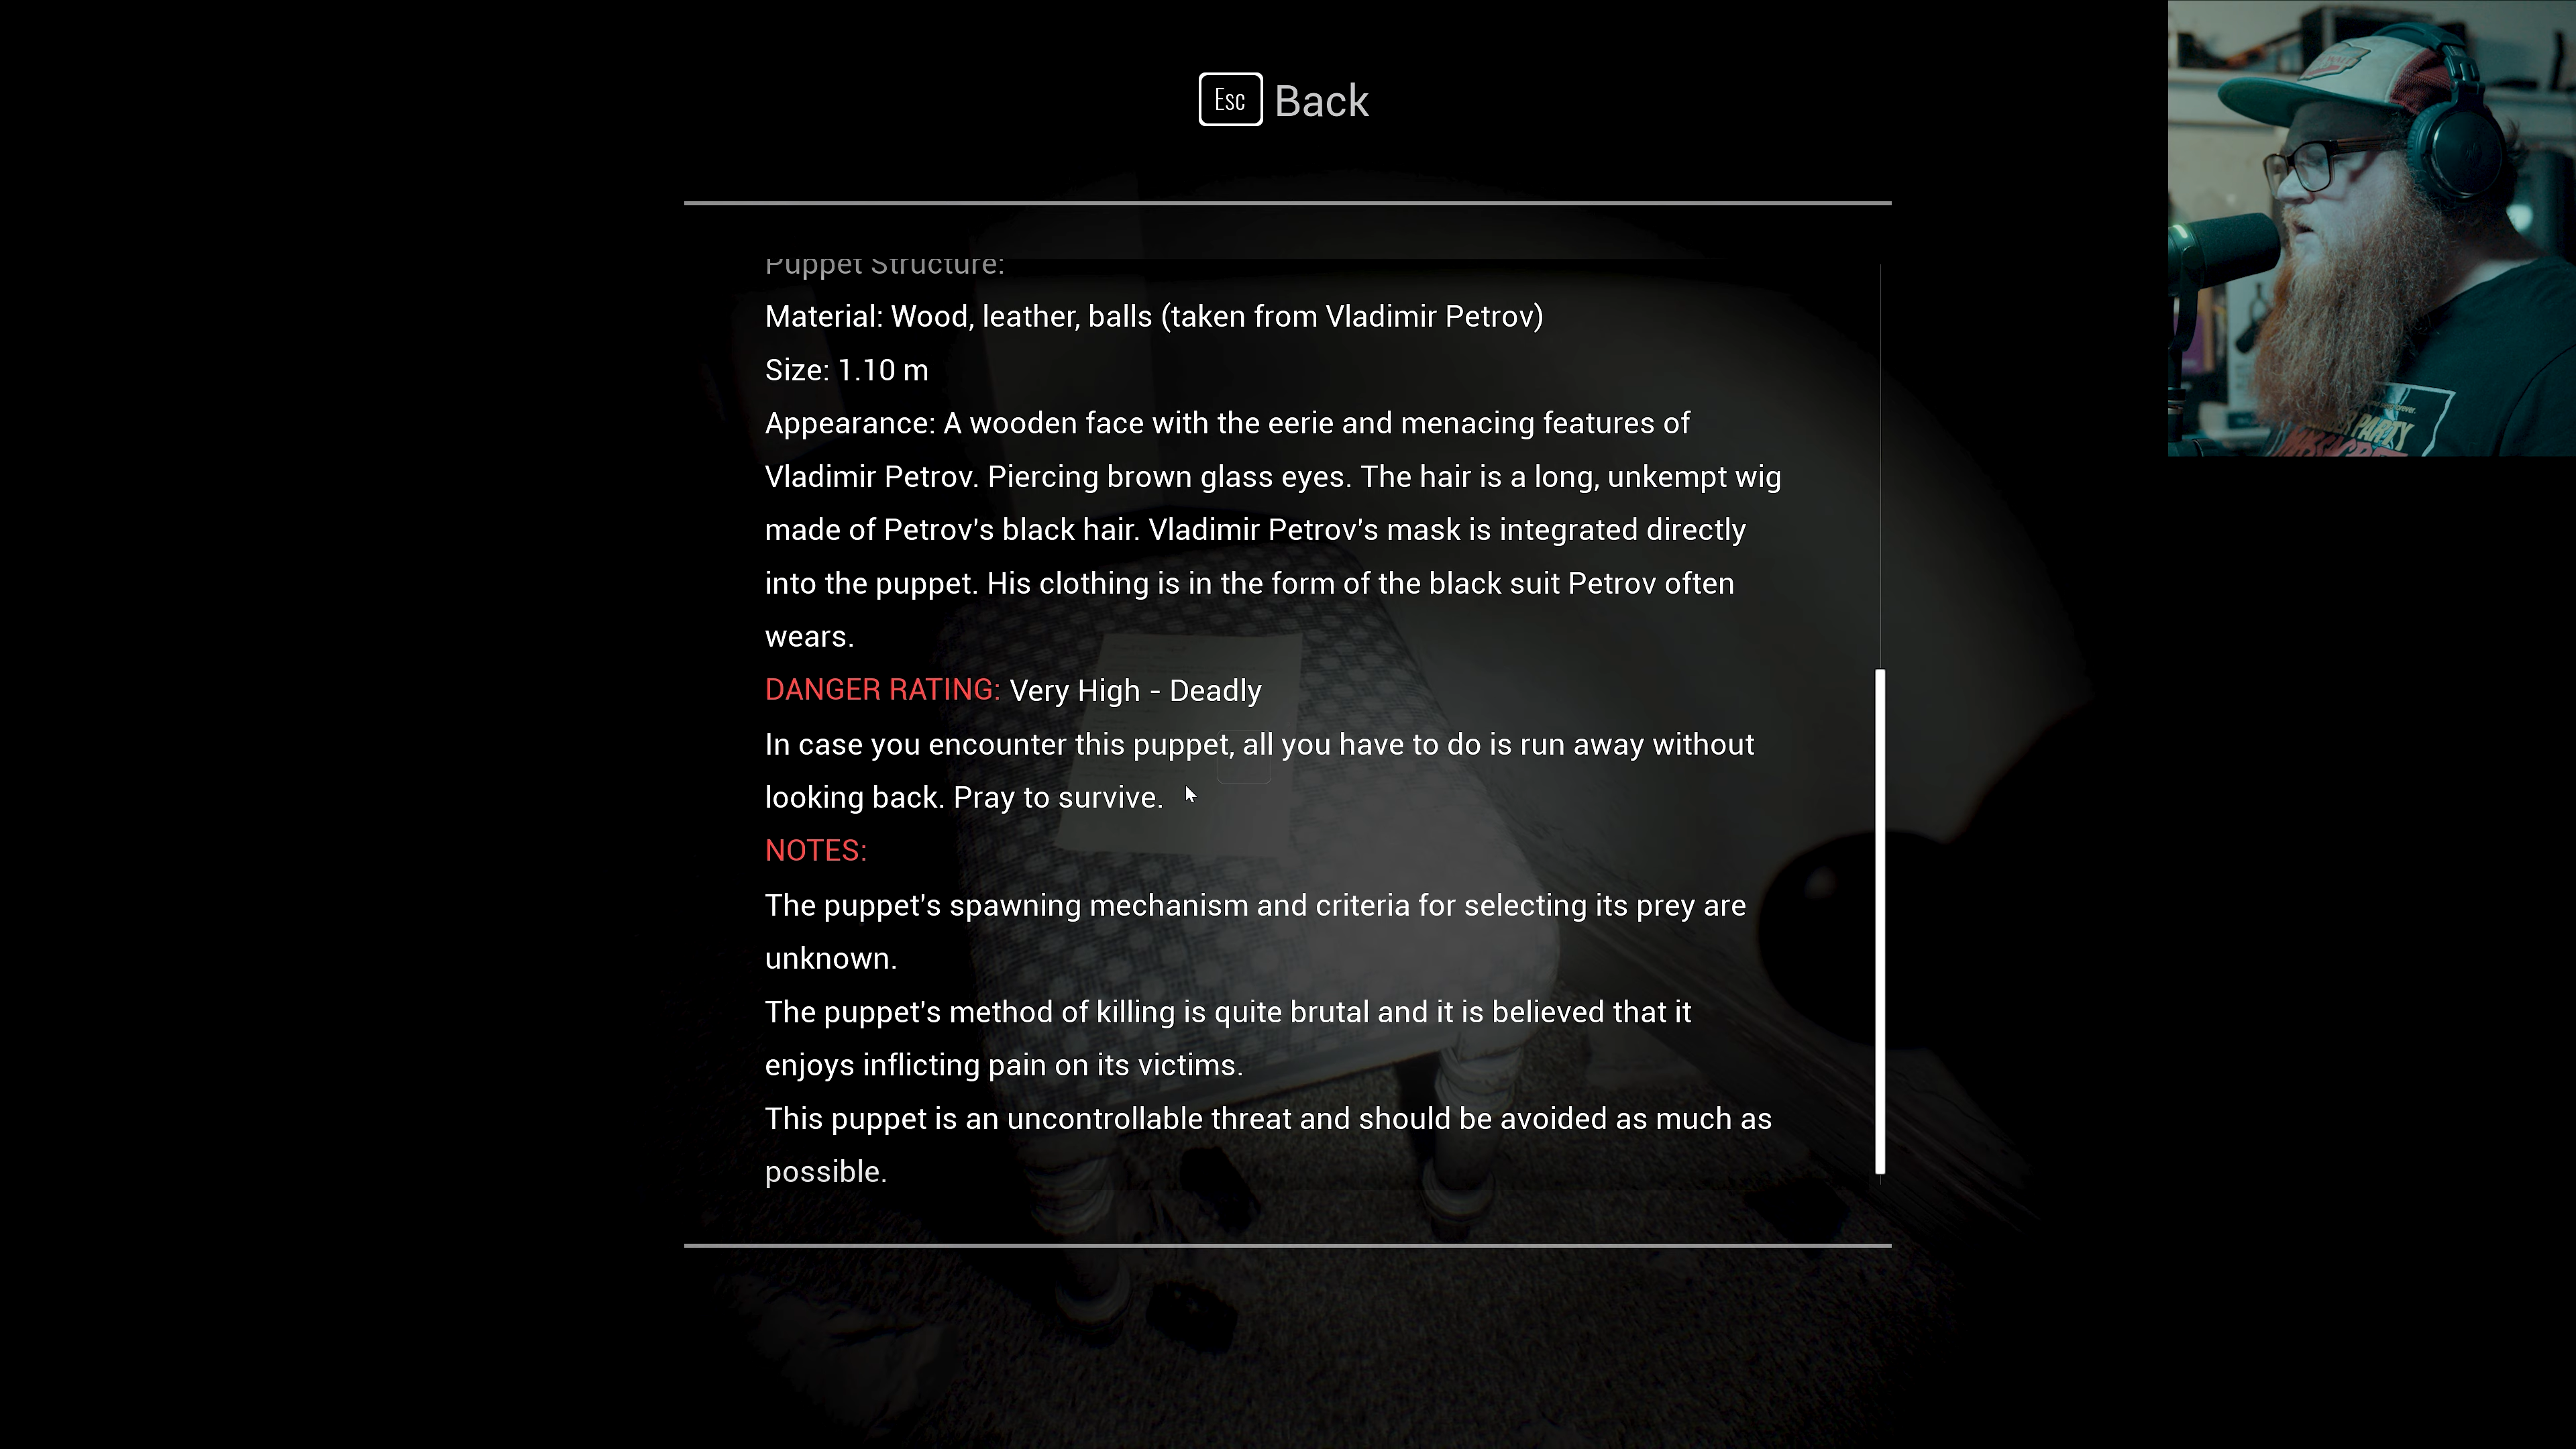 Esc Back
Puppet Structure:
Material: Wood, leather, balls (taken from Vladimir Petrov)
Size: 1.10 m
Appearance: A wooden face with the eerie and menacing features of
Vladimir Petrov. Piercing brown glass eyes. The hair is a long, unkempt wig
made of Petrov's black hair. Vladimir Petrov's mask is integrated directly
into the puppet. His clothing is in the form of the black suit Petrov often
wears.
DANGER RATING: Very High - Deadly
In case you encounter this puppet, all you have to do is run away without
looking back. Pray to survive.
NOTES:
The puppet's spawning mechanism and criteria for selecting its prey are
unknown.
The puppet's method of killing is quite brutal and it is believed that it
enjoys inflicting pain on its victims.
This puppet is an uncontrollable threat and should be avoided as much as
possible.
PARTY